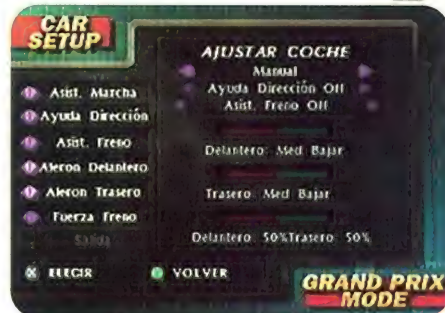 CAR
SETUP
AJUSTAR COCHE
Manual
Ayuda Dirección Off
Asist. Freno Off
Asist. Marcha
Ayuda Dirección
Asist. Freno
Aleron Delantero
Aleron Trasero
Fuerza Freno
Salida
Delantero: Med Bajar
Trasero: Med Bajar
Delantero: 50%Trasero: 50%
ELEGIR
VOLVER
GRAND PRIX
MODE